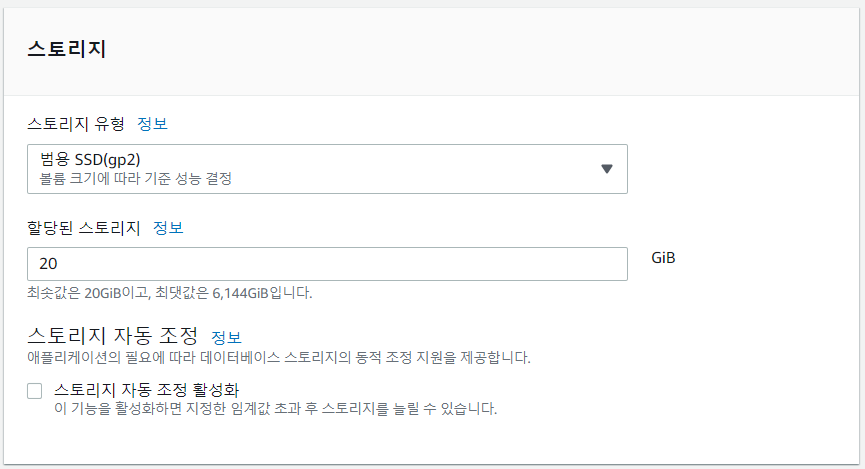 스토리지
스토리지 유형 정보
범용 SSD(gp2)
볼륨 크기에 따라 기준 성능 결정
할당된 스토리지 정보
20 GiB
최솟값은 20GiB이고, 최댓값은 6,144GiB입니다.
스토리지 자동 조정 정보
애플리케이션의 필요에 따라 데이터베이스 스토리지의 동적 조정 지원을 제공합니다.
스토리지 자동 조정 활성화
이 기능을 활성화하면 지정한 임계값 초과 후 스토리지를 늘릴 수 있습니다.